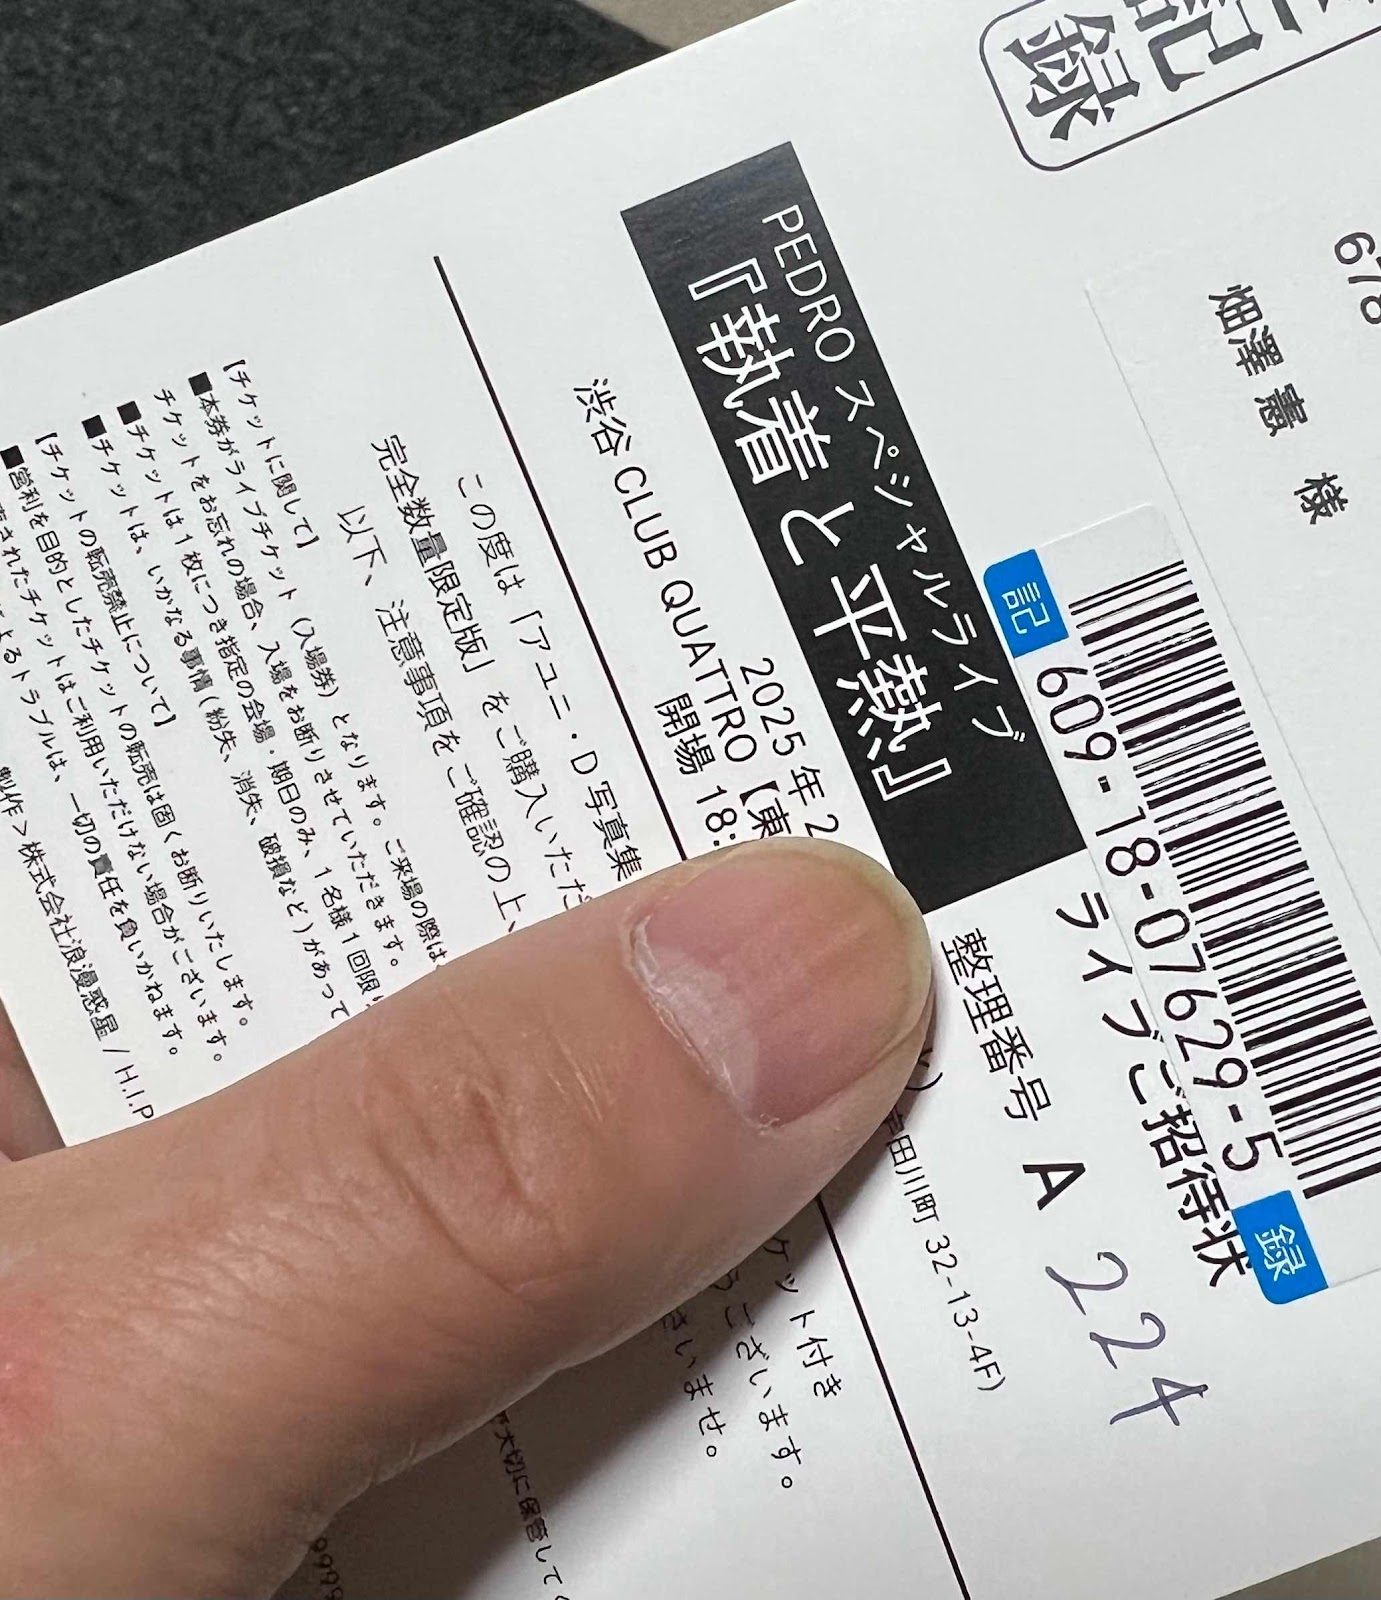 記録
678
畑澤 憲 様
記
609-18-07629-5
録
ライブご招待状
PEDRO スペシャルライブ
『執着と平熱』
整理番号 A 224
2025年2
渋谷 CLUB QUATTRO【東
田川町 32-13-4F)
開場 18:
この度は「アユニ・D写真集
ケット付き
完全数量限定版」をご購入いただ
うございます。
以下、注意事項をご確認の上、
さいませ。
【チケットに関して】
■本券がライブチケット(入場券)となります。ご来場の際は
大切に保管して
チケットをお忘れの場合、入場をお断りさせていただきます。
■チケットは1枚につき指定の会場・期日のみ、1名様1回限
■チケットは、いかなる事情(紛失、消失、破損など)があって
【チケットの転売禁止について】
■営利を目的としたチケットの転売は固くお断りいたします。
されたチケットはご利用いただけない場合がございます。
よるトラブルは、一切の責任を負いかねます。
制作>株式会社浪漫惑星 / H.I.P